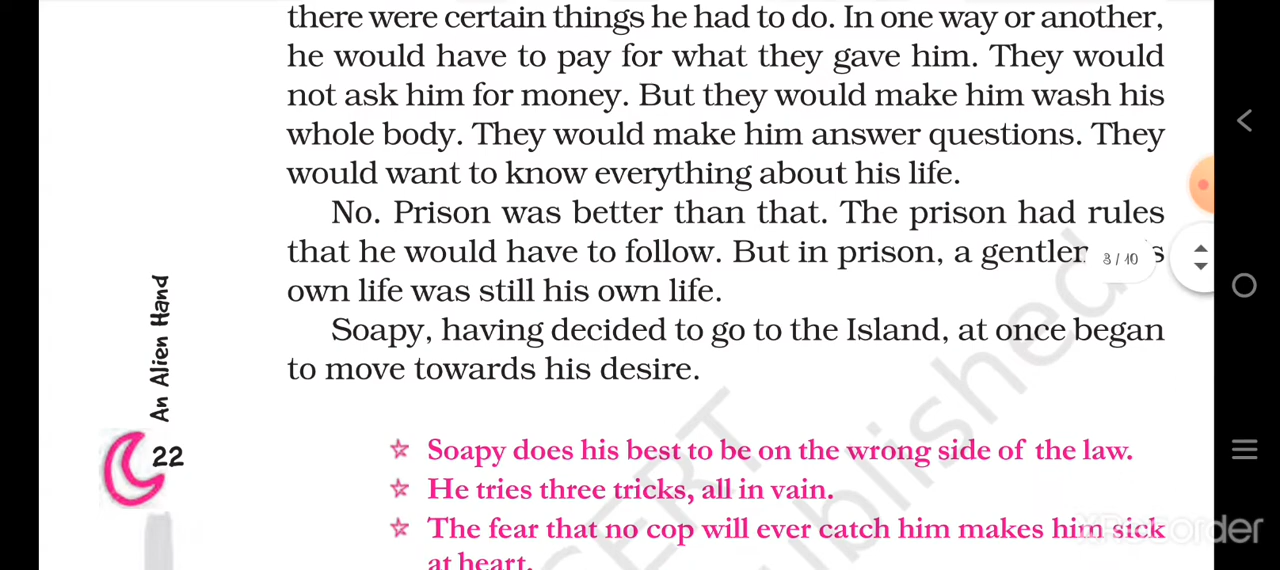 there were certain things he had to do. In one way or another,
he would have to pay for what they gave him. They would
not ask him for money. But they would make him wash his
whole body. They would make him answer questions. They
would want to know everything about his life.
No. Prison was better than that. The prison had rules
that he would have to follow. But in prison, a s
own life was still his own life.
3 / 10
Soapy, having decided to go to the Island, at once began
to move towards his desire.
An Alien Hand
22
Soapy does his best to be on the wrong side of the law.
He tries three tricks, all in vain.
The fear that no cop will ever catch him makes him sick
at heart.
NCERT
published
XRecorder